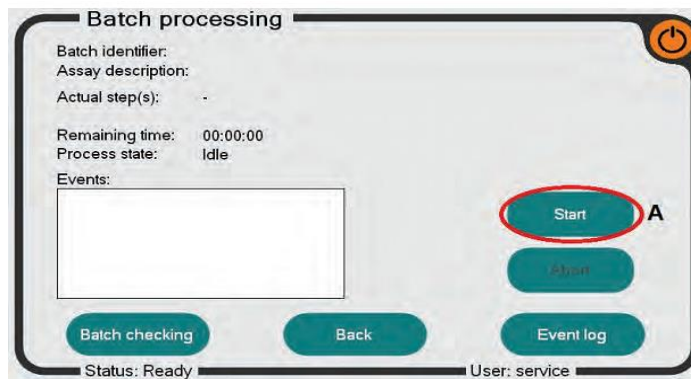 Batch processing
Batch identifier:
Assay description:
Actual step(s): -
Remaining time: 00:00:00
Process state: Idle
Events:
Start A
Abort
Batch checking Back Event log
Status: Ready User: service